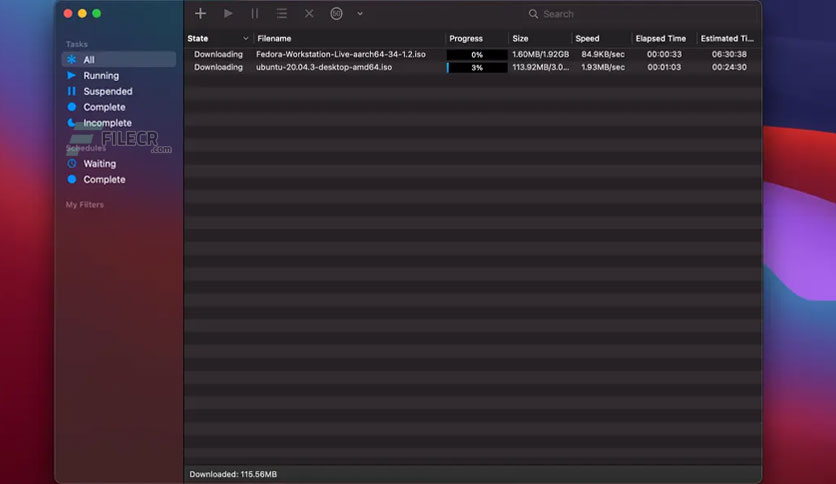 Search
Tasks
All
Running
Suspended
Complete
Incomplete
FILECR
.com
Schedules
Waiting
Complete
My Filters
State Filename Progress Size Speed Elapsed Time Estimated Ti...
Downloading Fedora-Workstation-Live-aarch64-34-1.2.iso 0% 1.60MB/1.92GB 84.9KB/sec 00:00:33 06:30:38
Downloading ubuntu-20.04.3-desktop-amd64.iso 3% 113.92MB/3.0... 1.93MB/sec 00:01:03 00:24:30
Downloaded: 115.56MB